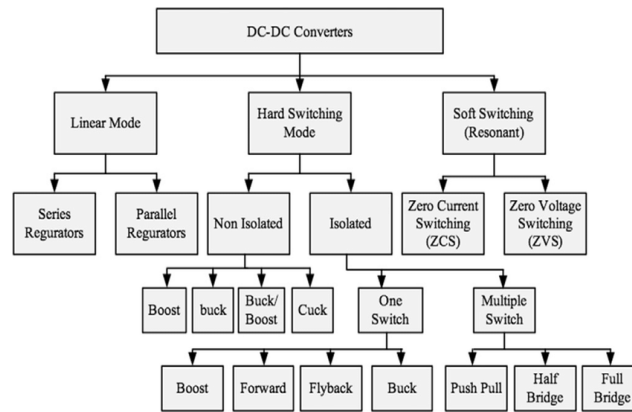 DC-DC Converters
Linear Mode
Hard Switching
Mode
Soft Switching
(Resonant)
Series
Regurators
Parallel
Regurators
Non Isolated
Isolated
Zero Current
Switching
(ZCS)
Zero Voltage
Switching
(ZVS)
Boost
buck
Buck/
Boost
Cuck
One
Switch
Multiple
Switch
Boost
Forward
Flyback
Buck
Push Pull
Half
Bridge
Full
Bridge